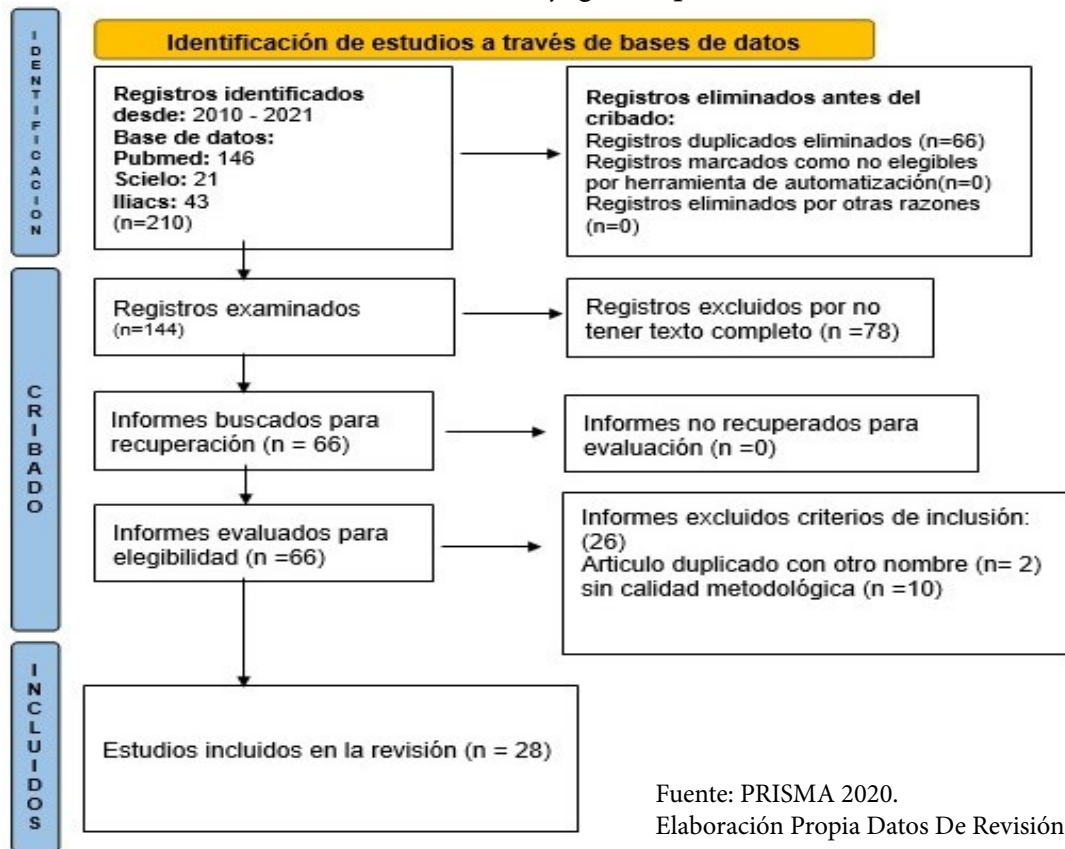 IDENTIFICACION
Identificación de estudios a través de bases de datos
Registros identificados
desde: 2010 - 2021
Base de datos:
Pubmed: 146
Scielo: 21
Iliacs: 43
(n=210)
Registros eliminados antes del
cribado:
Registros duplicados eliminados (n=66)
Registros marcados como no elegibles
por herramienta de automatización(n=0)
Registros eliminados por otras razones
(n=0)
CRIBADO
Registros examinados
(n=144)
Registros excluidos por no
tener texto completo (n =78)
Informes buscados para
recuperación (n = 66)
Informes no recuperados para
evaluación (n =0)
Informes evaluados para
elegibilidad (n =66)
Informes excluidos criterios de inclusión:
(26)
Articulo duplicado con otro nombre (n= 2)
sin calidad metodológica (n =10)
INCLUIDOS
Estudios incluidos en la revisión (n = 28)
Fuente: PRISMA 2020.
Elaboración Propia Datos De Revisión